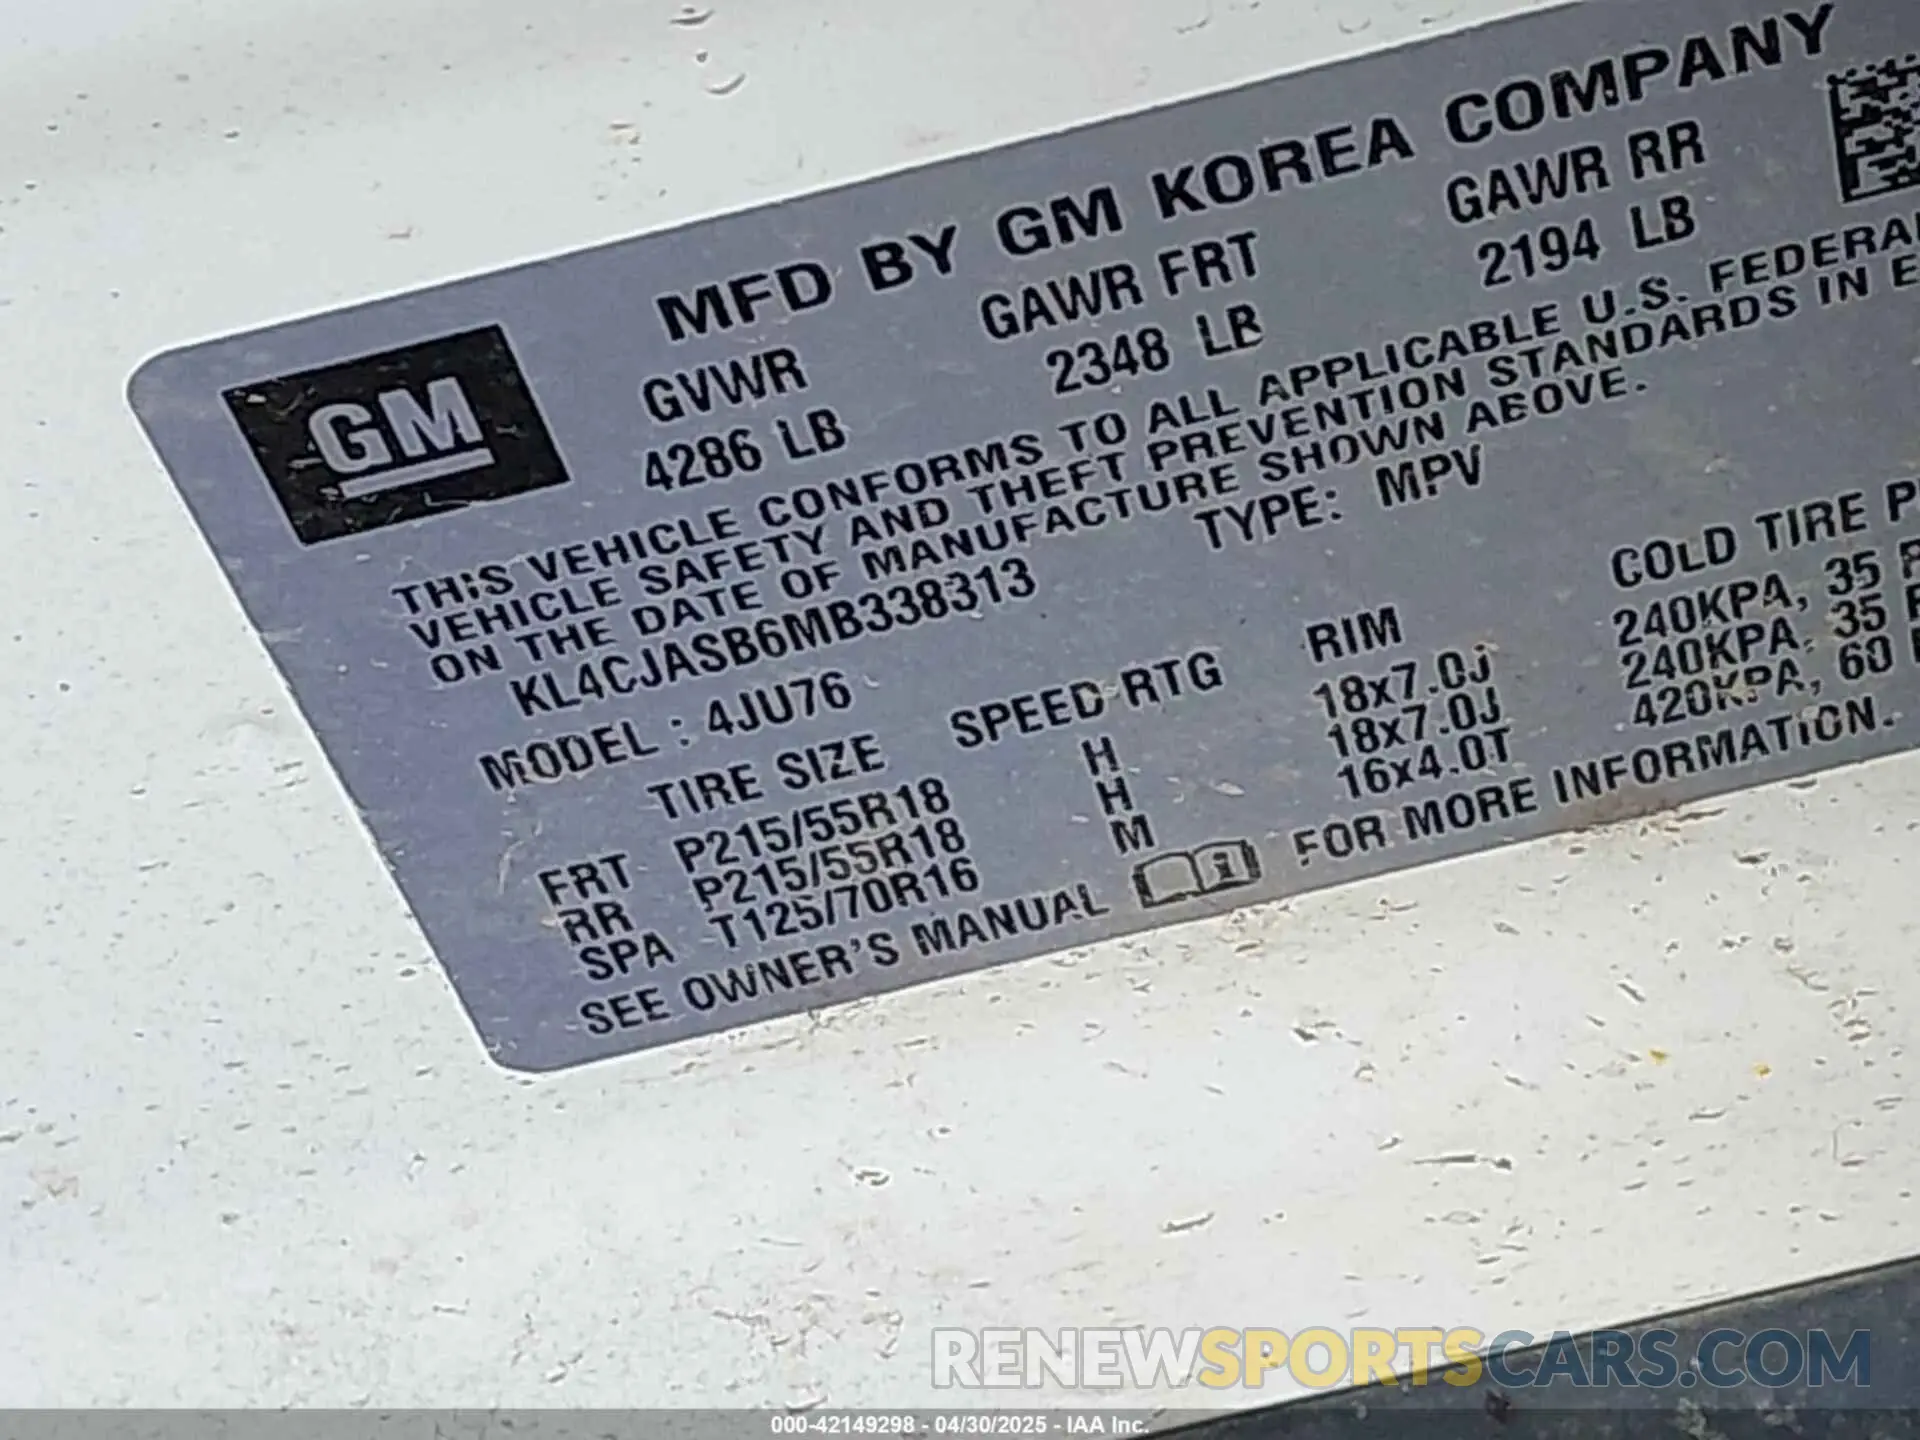 MFD BY GM KOREA COMPANY
GM
GVWR GAWR FRT GAWR RR
4286 LB 2348 LB 2194 LB
THIS VEHICLE CONFORMS TO ALL APPLICABLE U.S. FEDERAL
VEHICLE SAFETY AND THEFT PREVENTION STANDARDS IN E
ON THE DATE OF MANUFACTURE SHOWN ABOVE.
KL4CJASB6MB338313 TYPE: MPV
MODEL : 4JU76
TIRE SIZE SPEED RTG RIM COLD TIRE P
FRT P215/55R18 H 18x7.0J 240KPA, 35
RR P215/55R18 H 18x7.0J 240KPA, 35
SPA T125/70R16 M 16x4.0T 420KPA, 60
SEE OWNER'S MANUAL FOR MORE INFORMATION.
RENEWSPORTSCARS.COM
000-42149298 - 04/30/2025 - IAA Inc.